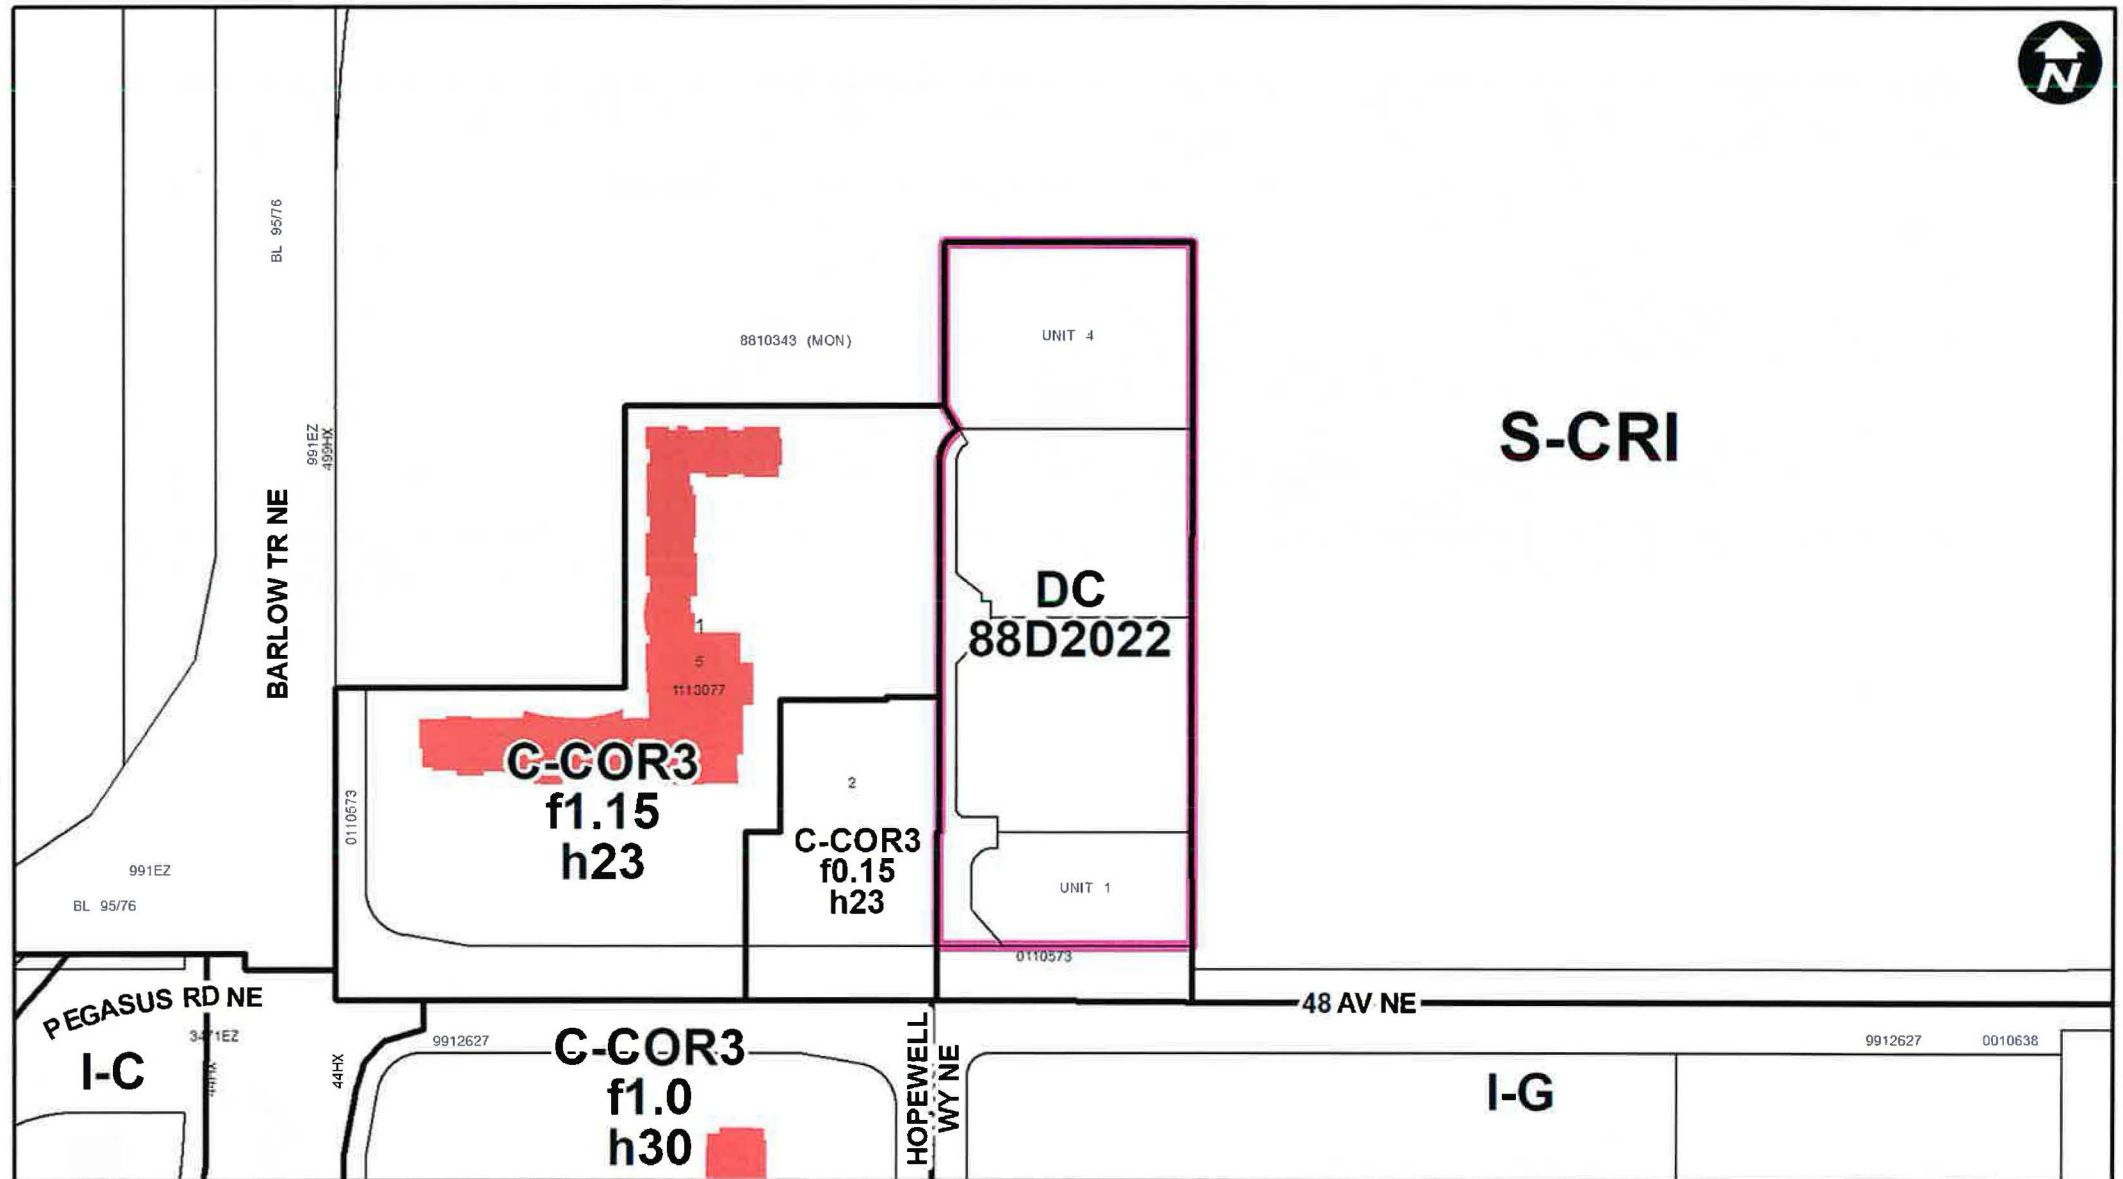 N
BL 95/76
8810343 (MON)
UNIT 4
S-CRI
991EZ
499HX
BARLOW TR NE
DC
88D2022
1
5
1113077
C-COR3
f1.15
h23
2
C-COR3
f0.15
h23
0110573
UNIT 1
991EZ
BL 95/76
0110573
PEGASUS RD NE
48 AV NE
3471EZ
I-C
44HX
44HX
9912627
C-COR3
f1.0
h30
HOPEWELL
WY NE
9912627
0010638
I-G